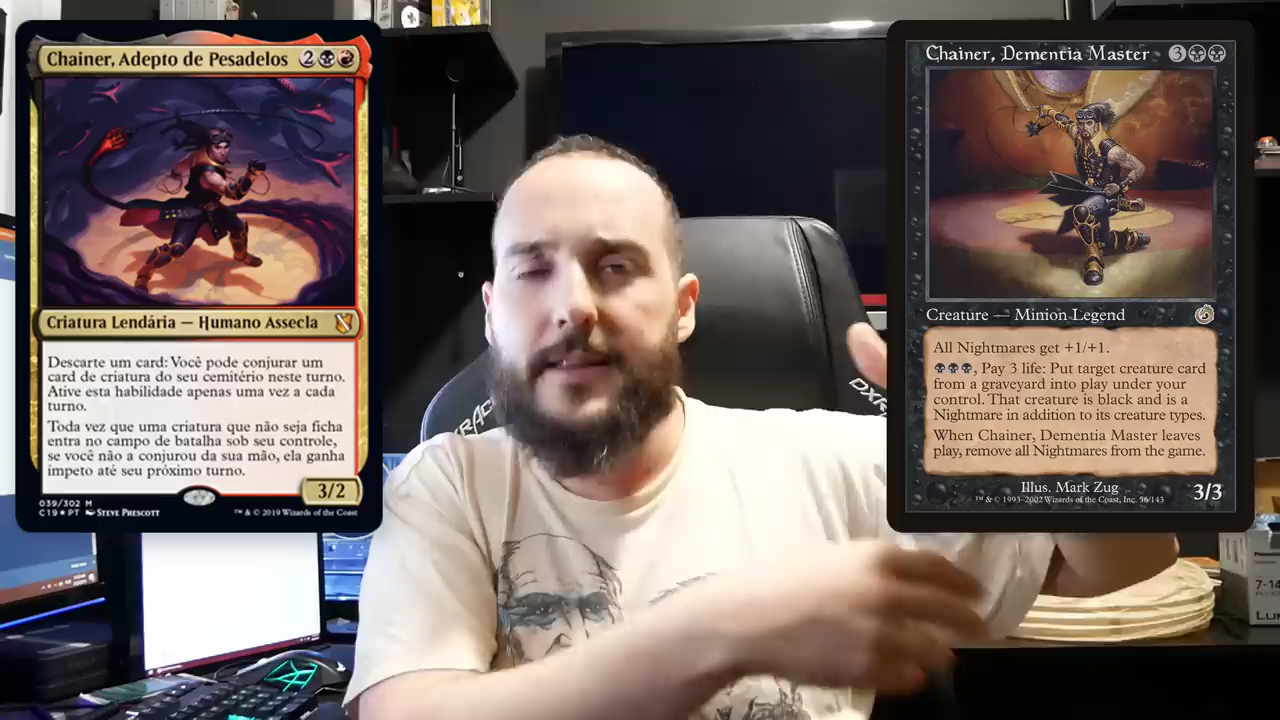 Chainer, Adepto de Pesadelos 2
Criatura Lendária — Humano Assecla
Descarte um card: Você pode conjurar um
card de criatura do seu cemitério neste turno.
Ative esta habilidade apenas uma vez a cada
turno.
Toda vez que uma criatura que não seja ficha
entra no campo de batalha sob seu controle,
se você não a conjurou da sua mão, ela ganha
ímpeto até seu próximo turno.
3/2
039/302 M
C19 ★ PT Steve Prescott
™ & © 2019 Wizards of the Coast
DXRACER
DXR
Chainer, Dementia Master 3
Creature — Minion Legend
All Nightmares get +1/+1.
, Pay 3 life: Put target creature card
from a graveyard into play under your
control. That creature is black and is a
Nightmare in addition to its creature types.
When Chainer, Dementia Master leaves
play, remove all Nightmares from the game.
Illus. Mark Zug
™ & © 1993–2002 Wizards of the Coast, Inc. 56/143
3/3
7-14